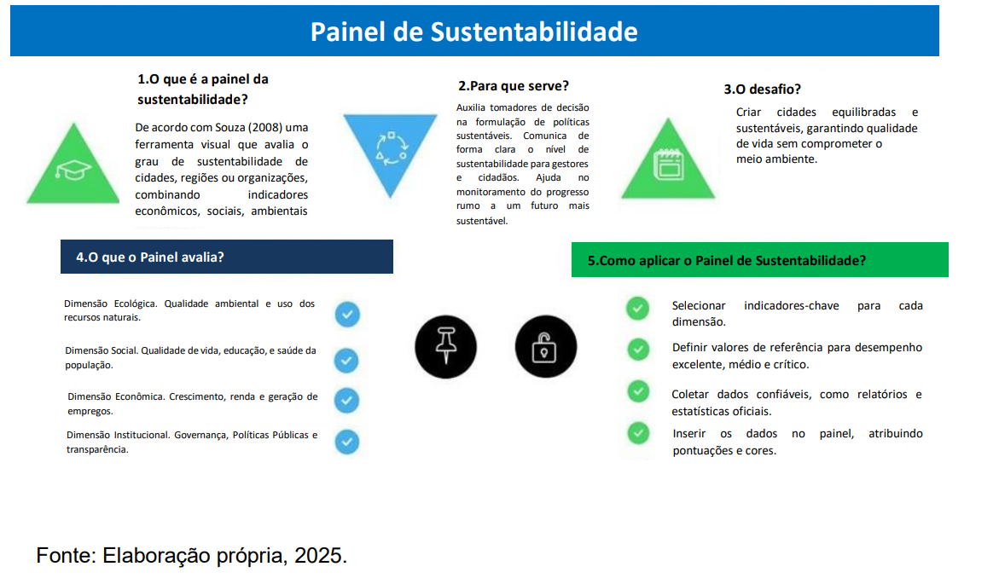 Painel de Sustentabilidade
1.O que é a painel da
sustentabilidade?
De acordo com Souza (2008) uma
ferramenta visual que avalia o
grau de sustentabilidade de
cidades, regiões ou organizações,
combinando indicadores
econômicos, sociais, ambientais
2.Para que serve?
Auxilia tomadores de decisão
na formulação de políticas
sustentáveis. Comunica de
forma clara o nível de
sustentabilidade para gestores
e cidadãos. Ajuda no
monitoramento do progresso
rumo a um futuro mais
sustentável.
3.O desafio?
Criar cidades equilibradas e
sustentáveis, garantindo qualidade
de vida sem comprometer o
meio ambiente.
4.O que o Painel avalia?
Dimensão Ecológica. Qualidade ambiental e uso dos
recursos naturais.
Dimensão Social. Qualidade de vida, educação, e saúde da
população.
Dimensão Econômica. Crescimento, renda e geração de
empregos.
Dimensão Institucional. Governança, Políticas Públicas e
transparência.
5.Como aplicar o Painel de Sustentabilidade?
Selecionar indicadores-chave para cada
dimensão.
Definir valores de referência para desempenho
excelente, médio e crítico.
Coletar dados confiáveis, como relatórios e
estatísticas oficiais.
Inserir os dados no painel, atribuindo
pontuações e cores.
Fonte: Elaboração própria, 2025.